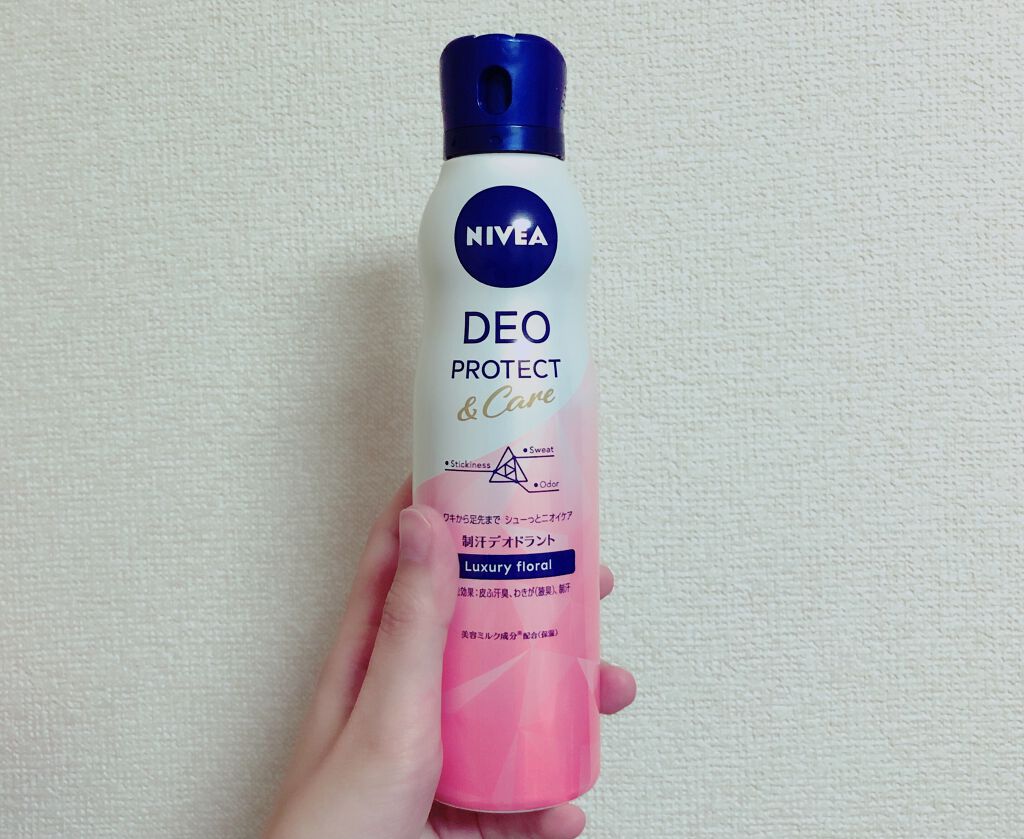 NIVEA
DEO
PROTECT
& Care
Sweat
Stickiness
Odor
ワキから足先まで シューっとニオイケア
制汗デオドラント
Luxury floral
効果:皮ふ汗臭、わきが(腋臭)、制汗
美容ミルク成分※配合(保湿)